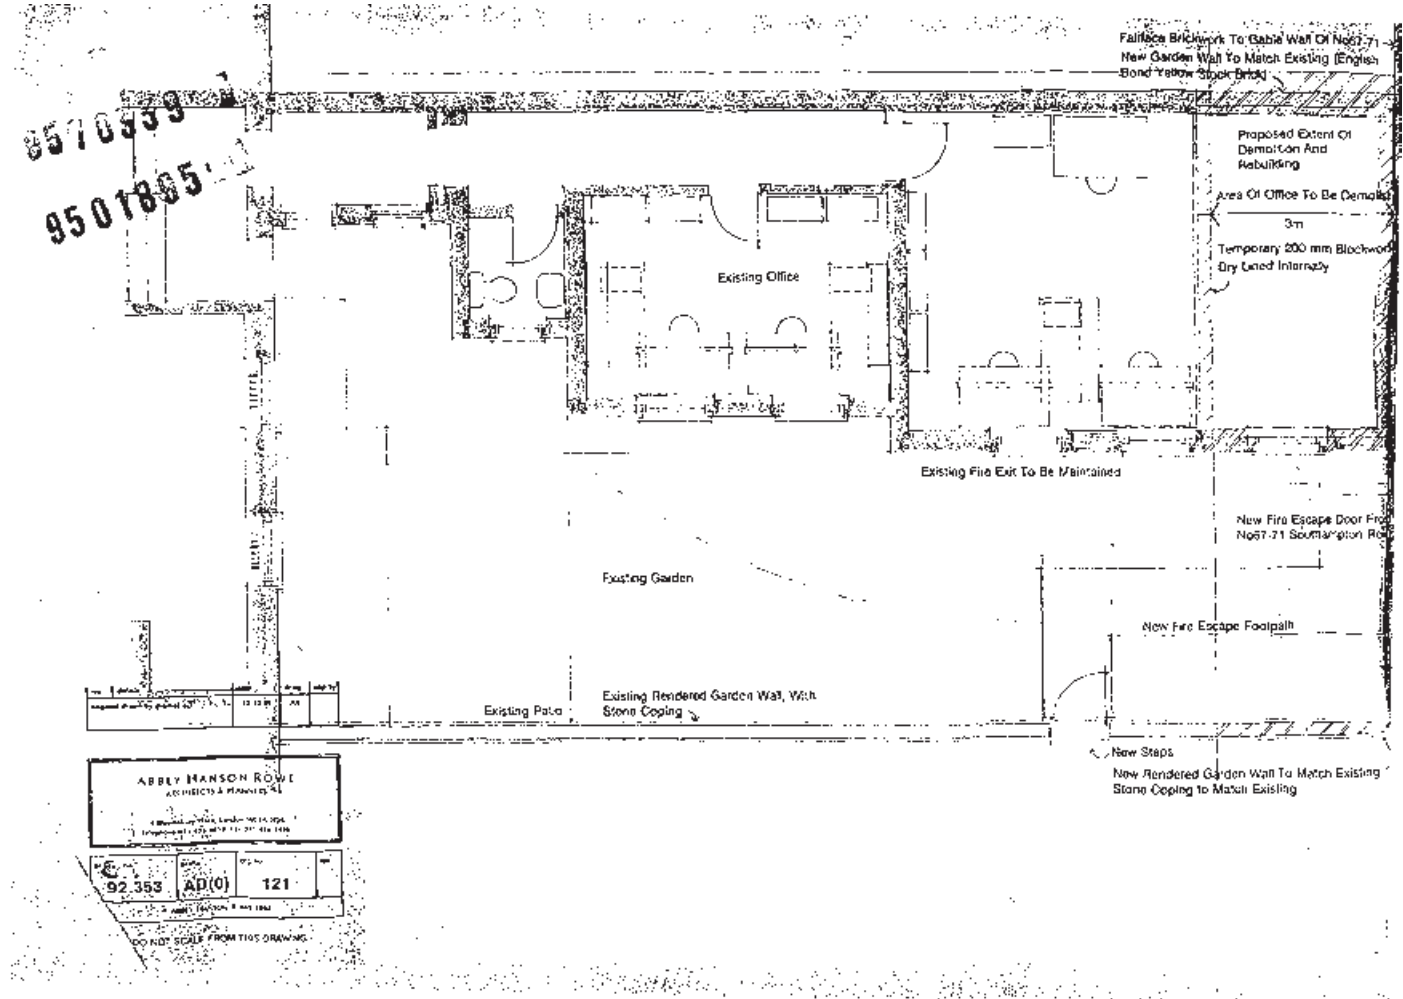 Fairface Brickwork To Gable Wall Of No67-71
New Garden Wall To Match Existing (English
Bond Yellow Stock Brick)
9570339
9501805
Proposed Extent Of
Demolition And
Rebuilding
Area Of Office To Be Demolis
3m
Temporary 200 mm Blockwor
Dry Lined Internally
Existing Office
Existing Fire Exit To Be Maintained
New Fire Escape Door Fro
No67-71 Southampton Ro
Existing Garden
New Fire Escape Footpath
Existing Rendered Garden Wall, With
Stone Coping
Existing Patio
New Steps
New Rendered Garden Wall To Match Existing
Stone Coping to Match Existing
ABBEY HANSON ROWE
ARCHITECTS & PLANNERS
C
92.353 AD(0) 121
DO NOT SCALE FROM THIS DRAWING